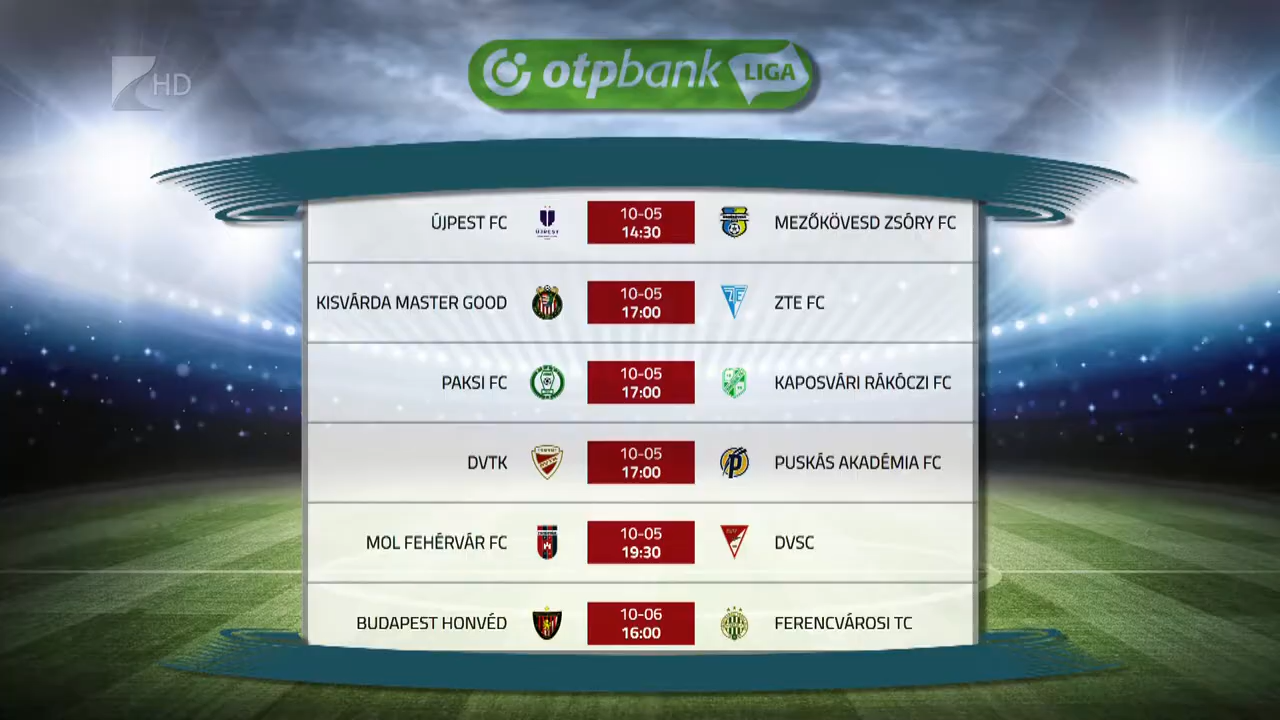 HD
otpbank LIGA
ÚJPEST FC
ÚJPEST
10-05
14:30
MEZŐKÖVESD ZSÓRY FC
KISVÁRDA MASTER GOOD
10-05
17:00
ZTE
ZTE FC
PAKSI FC
10-05
17:00
KAPOSVÁRI RÁKÓCZI FC
DVTK
10-05
17:00
P
PUSKÁS AKADÉMIA FC
MOL FEHÉRVÁR FC
10-05
19:30
DVSC
BUDAPEST HONVÉD
10-06
16:00
FERENCVÁROSI TC